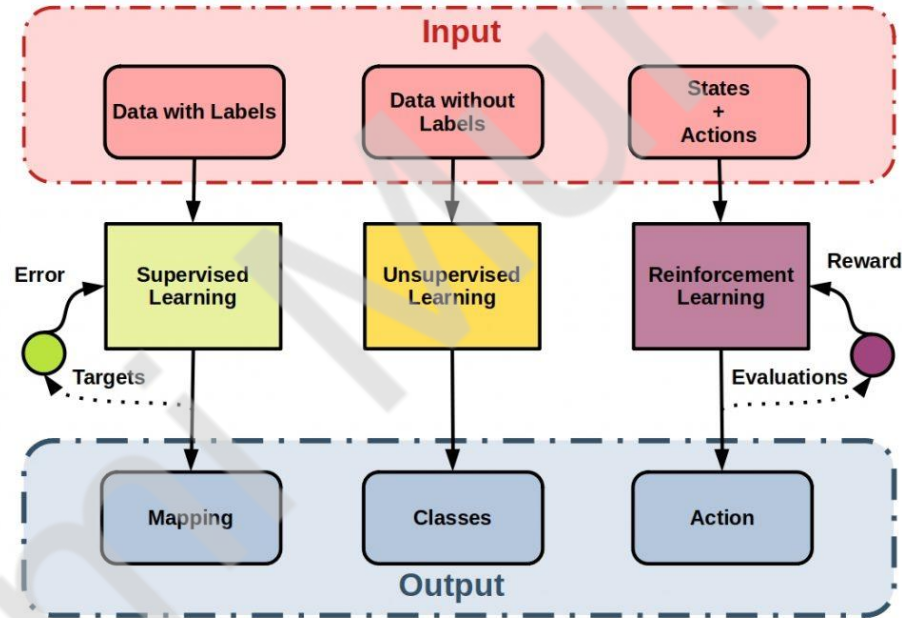 Input
Data with Labels
Data without
Labels
States
+
Actions
Error
Supervised
Learning
Unsupervised
Learning
Reinforcement
Learning
Reward
Targets
Evaluations
Mapping
Classes
Action
Output